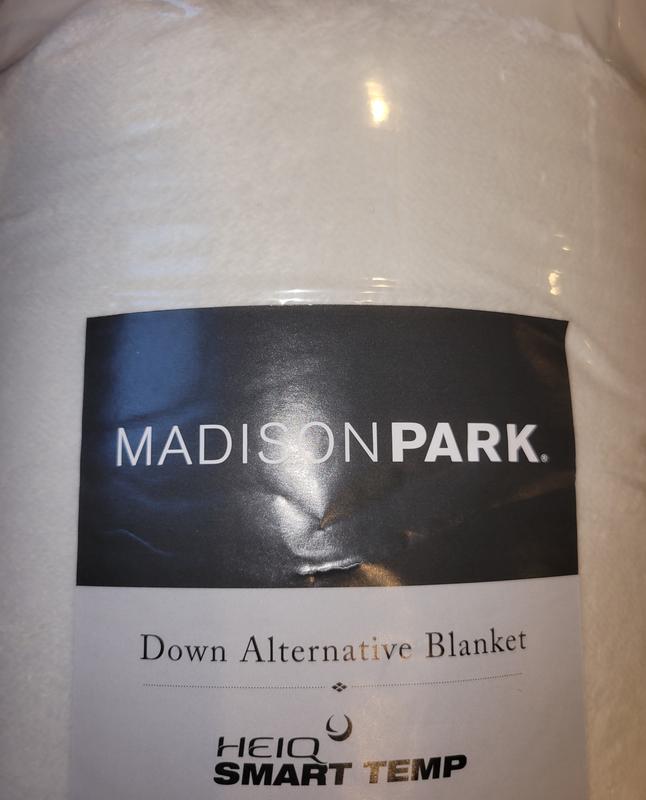 MADISONPARK®
Down Alternative Blanket
HEIQ
SMART TEMP